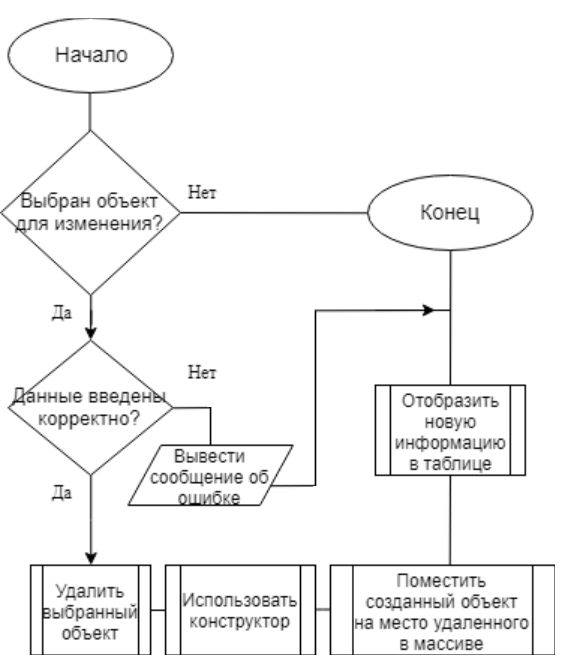 Начало
Выбран объект
для изменения?
Нет
Конец
Да
Данные введены
корректно?
Нет
Вывести
сообщение об
ошибке
Отобразить
новую
информацию
в таблице
Да
Удалить
выбранный
объект
Использовать
конструктор
Поместить
созданный объект
на место удаленного
в массиве